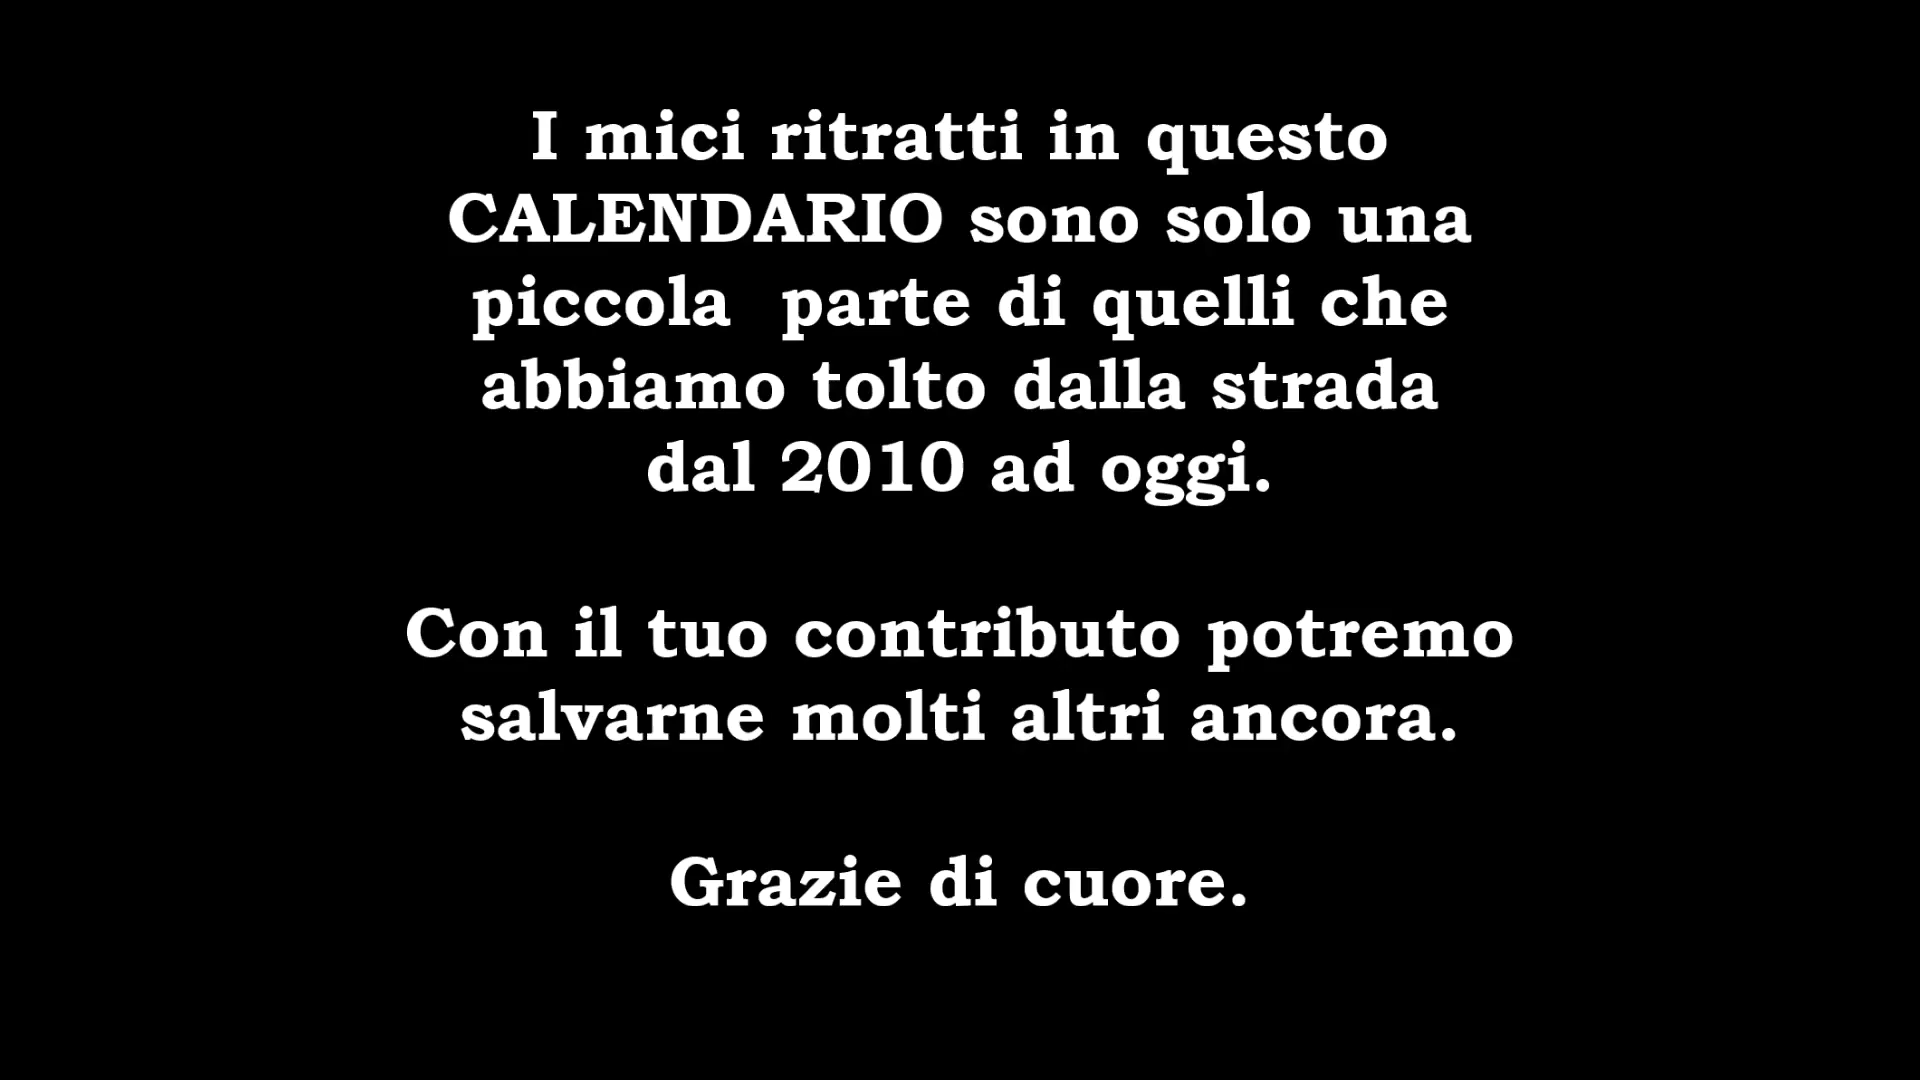 I mici ritratti in questo
CALENDARIO sono solo una
piccola  parte di quelli che
abbiamo tolto dalla strada
dal 2010 ad oggi.
Con il tuo contributo potremo
salvarne molti altri ancora.
Grazie di cuore.